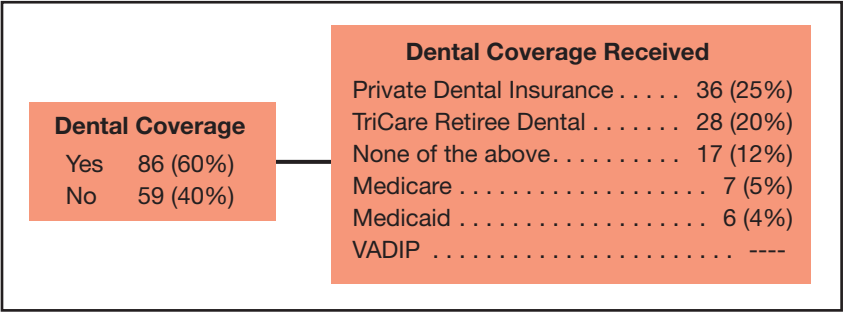 Dental Coverage
Yes 86 (60%)
No 59 (40%)
Dental Coverage Received
Private Dental Insurance . . . . . 36 (25%)
TriCare Retiree Dental . . . . . . . 28 (20%)
None of the above. . . . . . . . . . 17 (12%)
Medicare . . . . . . . . . . . . . . . . . . . 7 (5%)
Medicaid . . . . . . . . . . . . . . . . . . . 6 (4%)
VADIP . . . . . . . . . . . . . . . . . . . . . . . ----